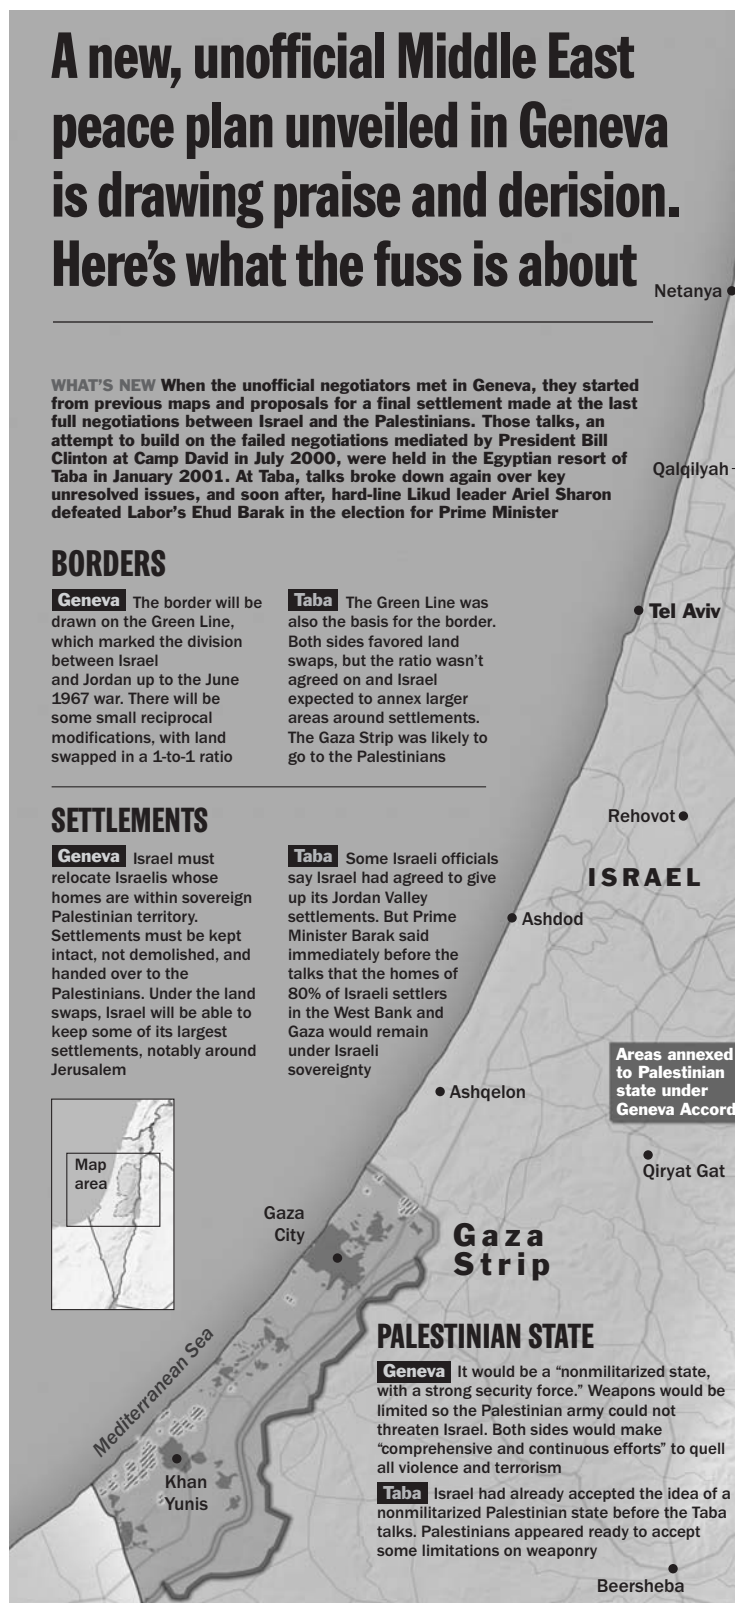 A new, unofficial Middle East
peace plan unveiled in Geneva
is drawing praise and derision.
Here's what the fuss is about
Netanya
WHAT'S NEW When the unofficial negotiators met in Geneva, they started
from previous maps and proposals for a final settlement made at the last
full negotiations between Israel and the Palestinians. Those talks, an
attempt to build on the failed negotiations mediated by President Bill
Clinton at Camp David in July 2000, were held in the Egyptian resort of
Taba in January 2001. At Taba, talks broke down again over key
unresolved issues, and soon after, hard-line Likud leader Ariel Sharon
defeated Labor's Ehud Barak in the election for Prime Minister
Qalqilyah
BORDERS
Geneva The border will be
drawn on the Green Line,
which marked the division
between Israel
and Jordan up to the June
1967 war. There will be
some small reciprocal
modifications, with land
swapped in a 1-to-1 ratio
Taba The Green Line was
also the basis for the border.
Both sides favored land
swaps, but the ratio wasn't
agreed on and Israel
expected to annex larger
areas around settlements.
The Gaza Strip was likely to
go to the Palestinians
Tel Aviv
SETTLEMENTS
Geneva Israel must
relocate Israelis whose
homes are within sovereign
Palestinian territory.
Settlements must be kept
intact, not demolished, and
handed over to the
Palestinians. Under the land
swaps, Israel will be able to
keep some of its largest
settlements, notably around
Jerusalem
Taba Some Israeli officials
say Israel had agreed to give
up its Jordan Valley
settlements. But Prime
Minister Barak said
immediately before the
talks that the homes of
80% of Israeli settlers
in the West Bank and
Gaza would remain
under Israeli
sovereignty
Rehovot
ISRAEL
Ashdod
Areas annexed
to Palestinian
state under
Geneva Accord
Ashqelon
Qiryat Gat
Map
area
Gaza
City
Gaza
Strip
Mediterranean Sea
Khan
Yunis
PALESTINIAN STATE
Geneva It would be a “nonmilitarized state,
with a strong security force.” Weapons would be
limited so the Palestinian army could not
threaten Israel. Both sides would make
“comprehensive and continuous efforts” to quell
all violence and terrorism
Taba Israel had already accepted the idea of a
nonmilitarized Palestinian state before the Taba
talks. Palestinians appeared ready to accept
some limitations on weaponry
Beersheba